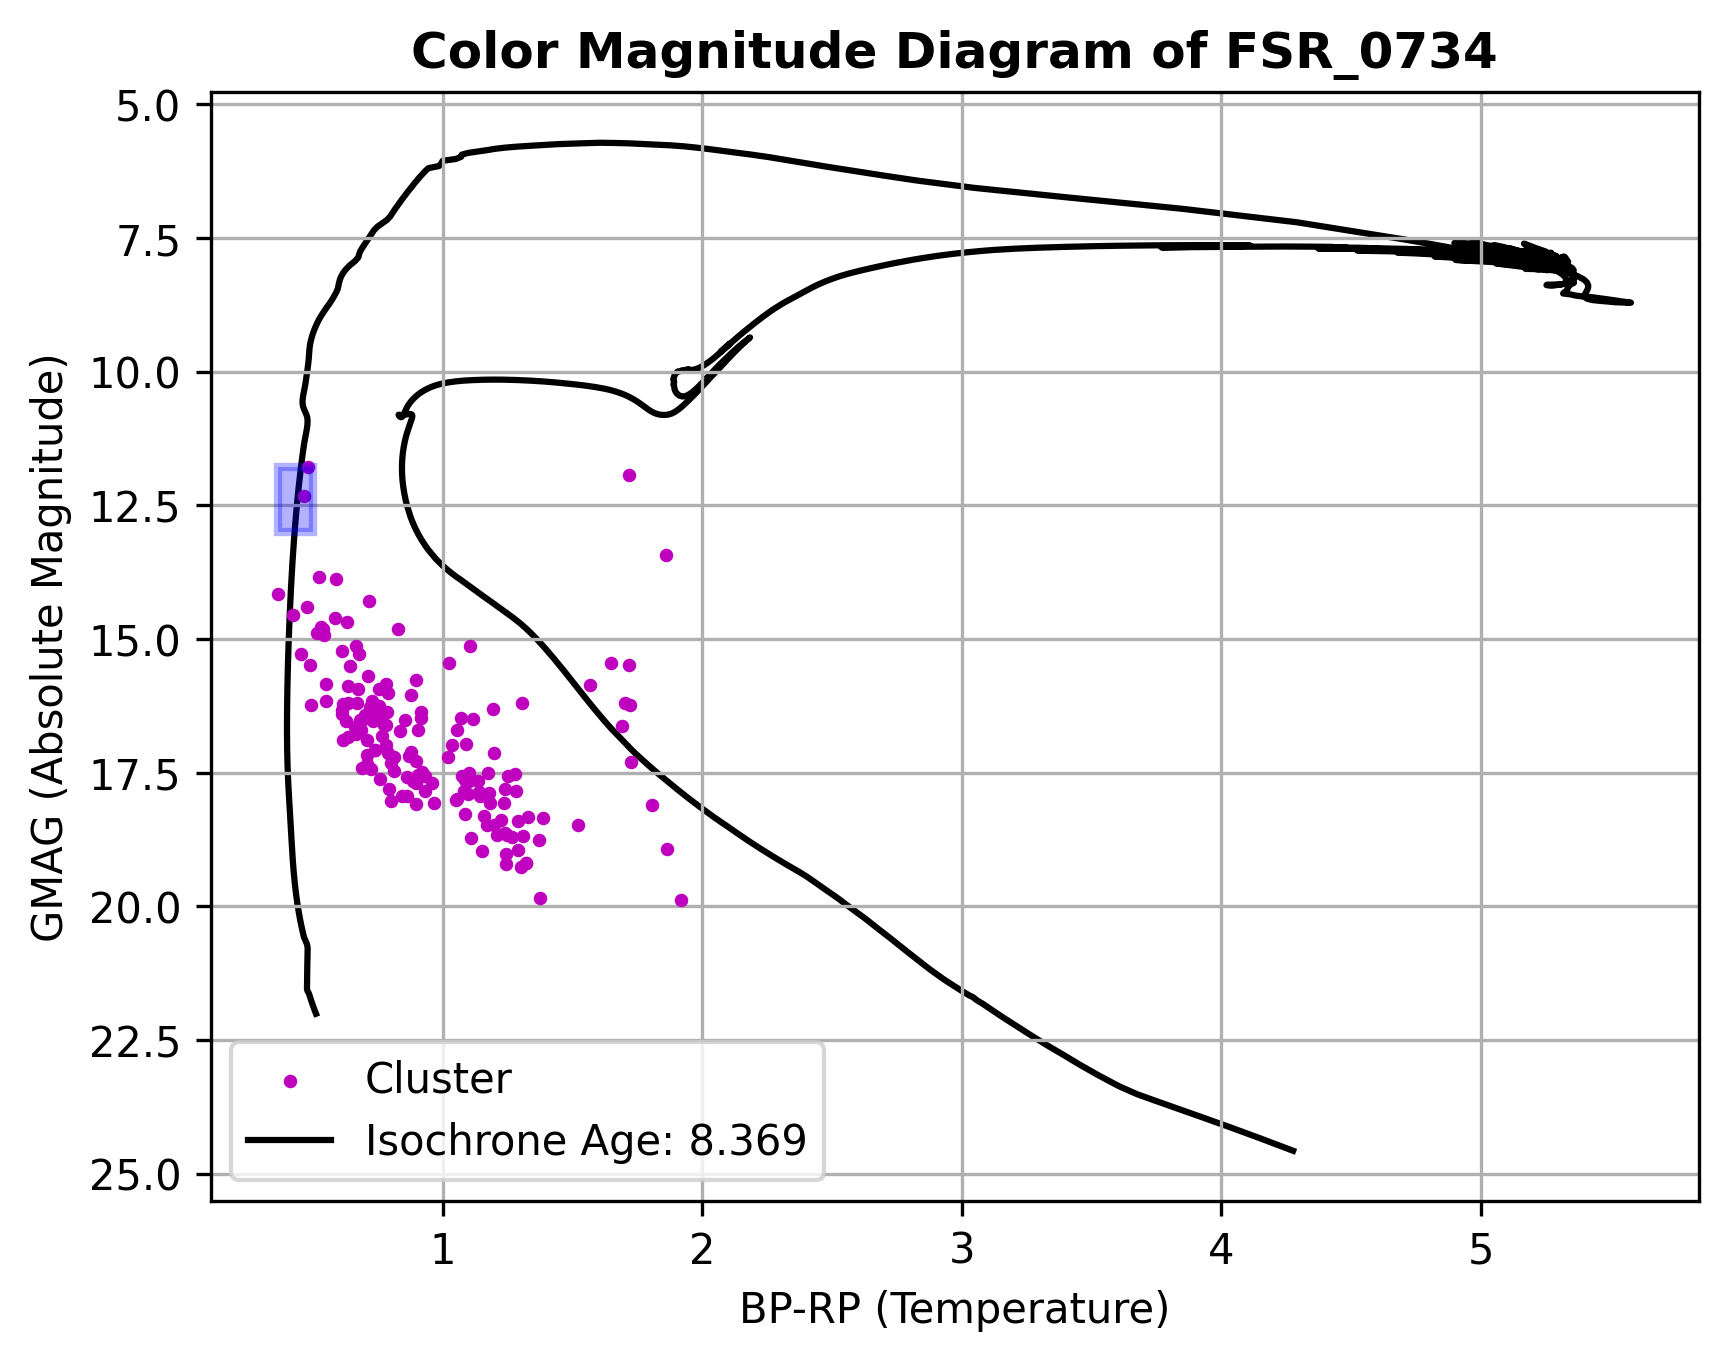 Color Magnitude Diagram of FSR_0734
GMAG (Absolute Magnitude)
5.0
7.5
10.0
12.5
15.0
17.5
20.0
22.5
25.0
Cluster
Isochrone Age: 8.369
1 2 3 4 5
BP-RP (Temperature)